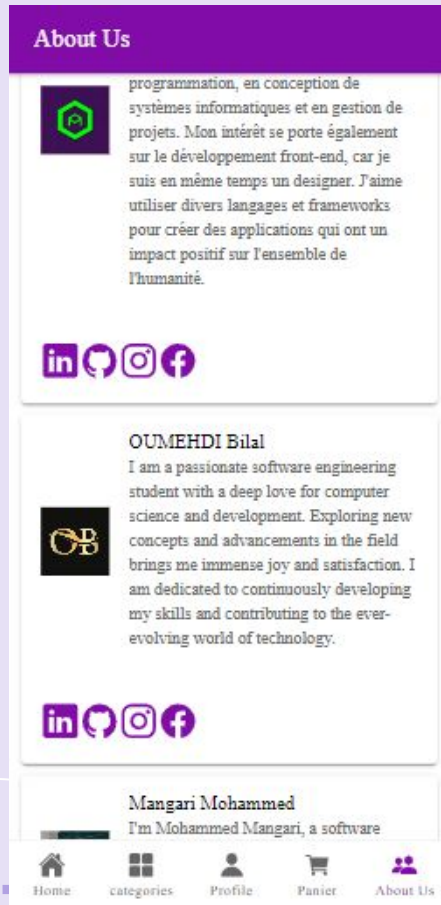 About Us
programmation, en conception de
systèmes informatiques et en gestion de
projets. Mon intérêt se porte également
sur le développement front-end, car je
suis en même temps un designer. J'aime
utiliser divers langages et frameworks
pour créer des applications qui ont un
impact positif sur l'ensemble de
l'humanité.
in
OUMEHDI Bilal
I am a passionate software engineering
student with a deep love for computer
science and development. Exploring new
concepts and advancements in the field
OB
brings me immense joy and satisfaction. I
am dedicated to continuously developing
my skills and contributing to the ever-
evolving world of technology.
in
Mangari Mohammed
I'm Mohammed Mangari, a software
Home categories Profile Panier About Us